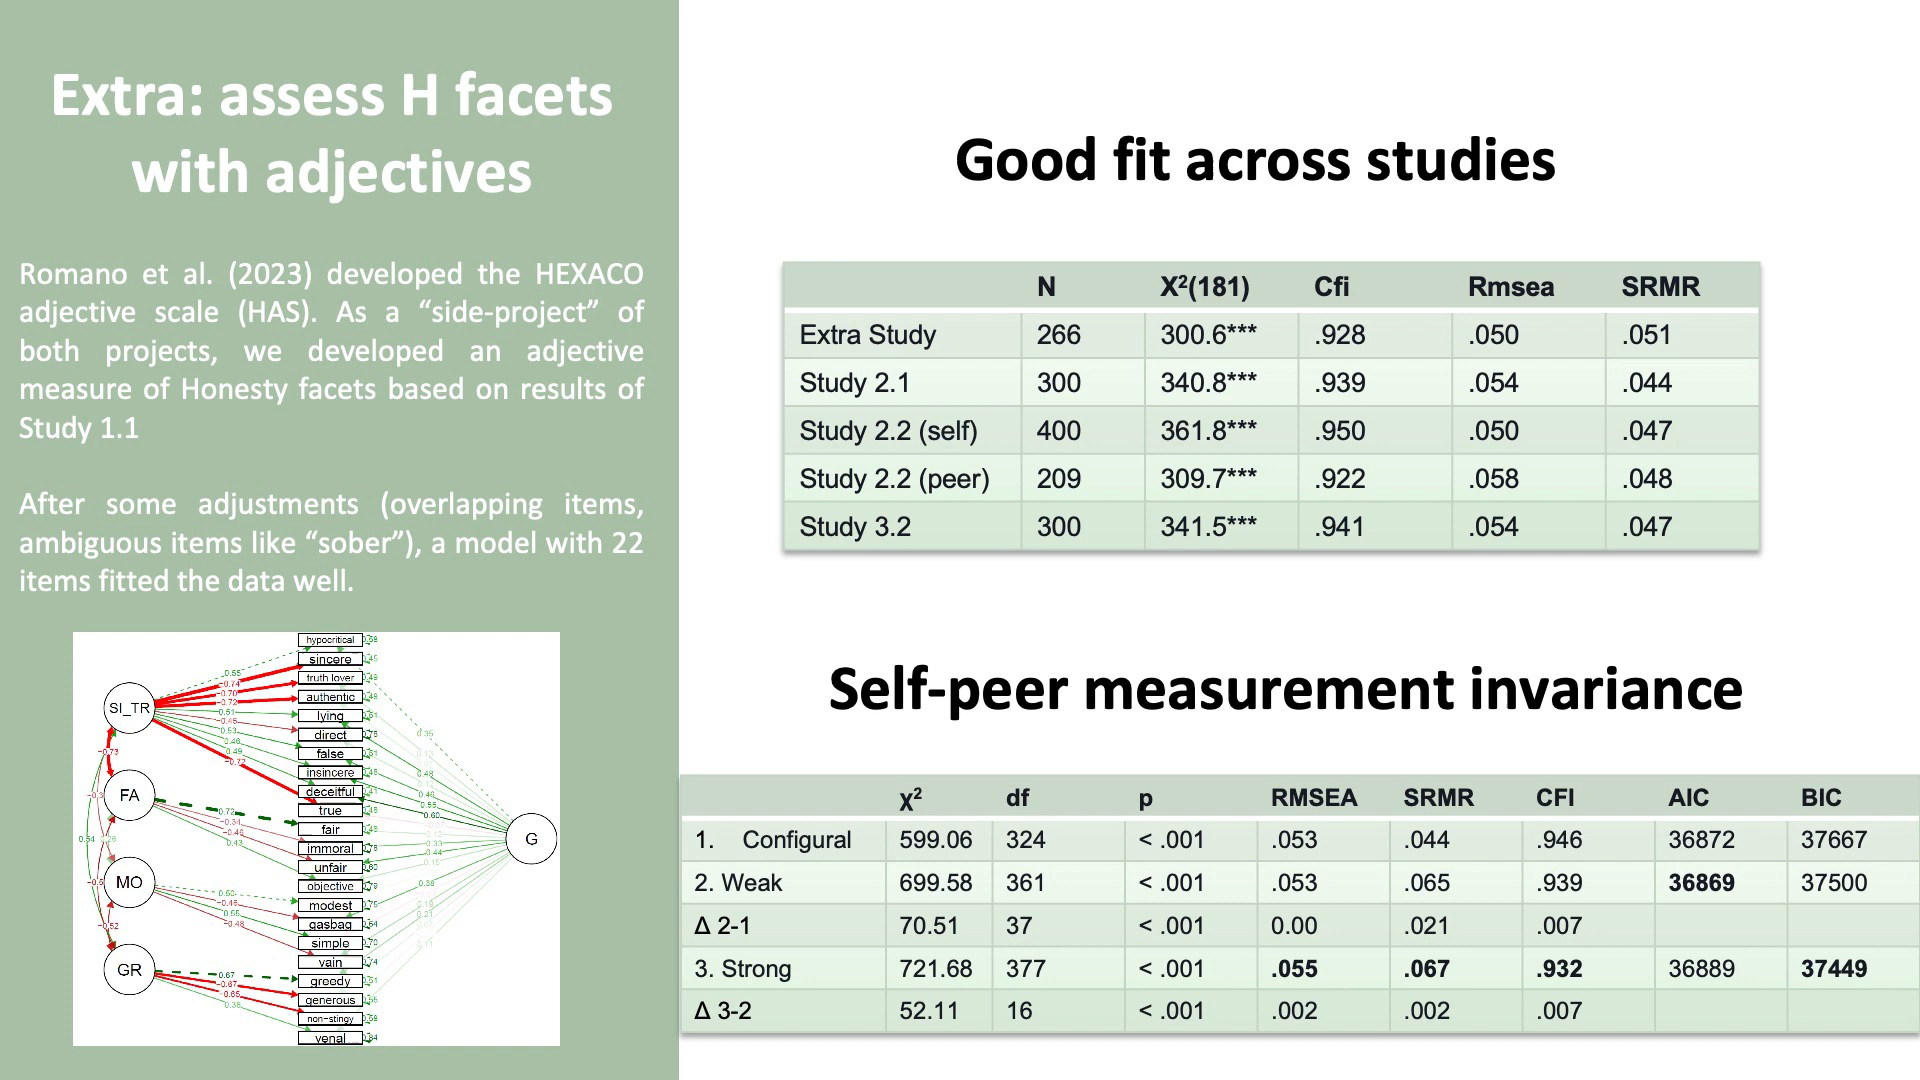 Extra: assess H facets
with adjectives
Romano et al. (2023) developed the HEXACO
adjective scale (HAS). As a “side-project” of
both projects, we developed an adjective
measure of Honesty facets based on results of
Study 1.1
After some adjustments (overlapping items,
ambiguous items like “sober”), a model with 22
items fitted the data well.
SI_TR
FA
MO
GR
G
hypocritical
sincere
truth lover
authentic
lying
direct
false
insincere
deceitful
true
fair
immoral
unfair
objective
modest
gasbag
simple
vain
greedy
generous
non-stingy
venal
Good fit across studies
N X²(181) Cfi Rmsea SRMR
Extra Study 266 300.6*** .928 .050 .051
Study 2.1 300 340.8*** .939 .054 .044
Study 2.2 (self) 400 361.8*** .950 .050 .047
Study 2.2 (peer) 209 309.7*** .922 .058 .048
Study 3.2 300 341.5*** .941 .054 .047
Self-peer measurement invariance
χ² df p RMSEA SRMR CFI AIC BIC
1. Configural 599.06 324 < .001 .053 .044 .946 36872 37667
2. Weak 699.58 361 < .001 .053 .065 .939 36869 37500
Δ 2-1 70.51 37 < .001 0.00 .021 .007
3. Strong 721.68 377 < .001 .055 .067 .932 36889 37449
Δ 3-2 52.11 16 < .001 .002 .002 .007